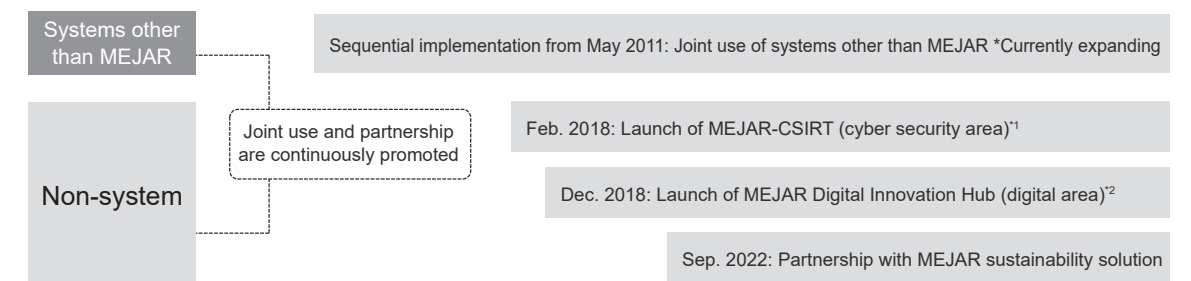 Systems other
than MEJAR
Sequential implementation from May 2011: Joint use of systems other than MEJAR *Currently expanding
Joint use and partnership
are continuously promoted
Non-system
Feb. 2018: Launch of MEJAR-CSIRT (cyber security area)*1
Dec. 2018: Launch of MEJAR Digital Innovation Hub (digital area)*2
Sep. 2022: Partnership with MEJAR sustainability solution